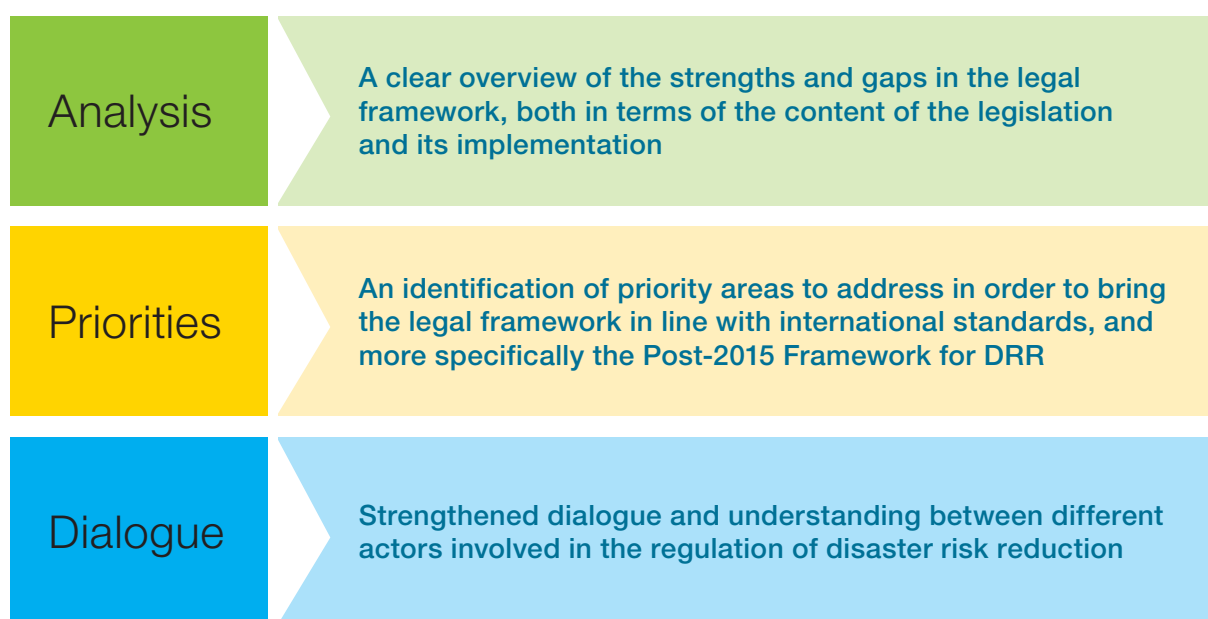 Analysis
A clear overview of the strengths and gaps in the legal
framework, both in terms of the content of the legislation
and its implementation
Priorities
An identification of priority areas to address in order to bring
the legal framework in line with international standards, and
more specifically the Post-2015 Framework for DRR
Dialogue
Strengthened dialogue and understanding between different
actors involved in the regulation of disaster risk reduction